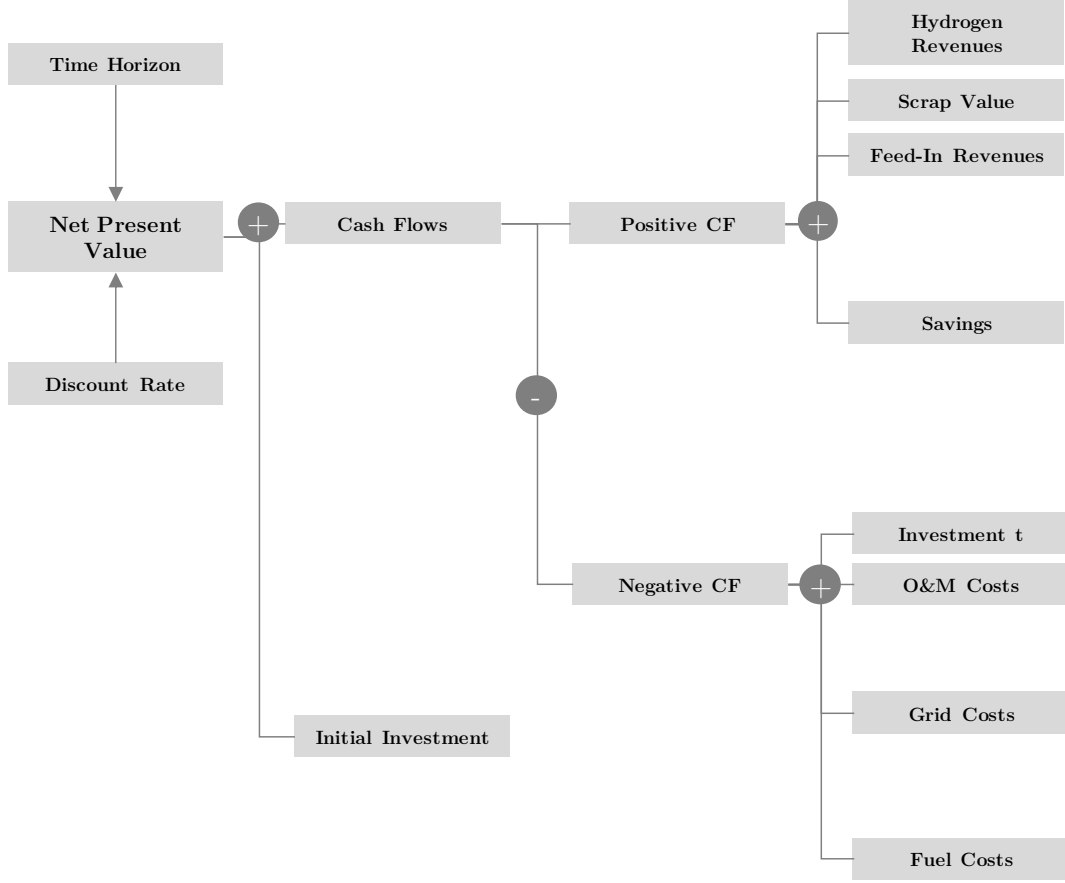 Hydrogen
Revenues
Time Horizon
Scrap Value
Feed-In Revenues
Net Present
Value
+
Cash Flows
Positive CF
+
Savings
Discount Rate
-
Investment t
Negative CF
+
O&M Costs
Grid Costs
Initial Investment
Fuel Costs